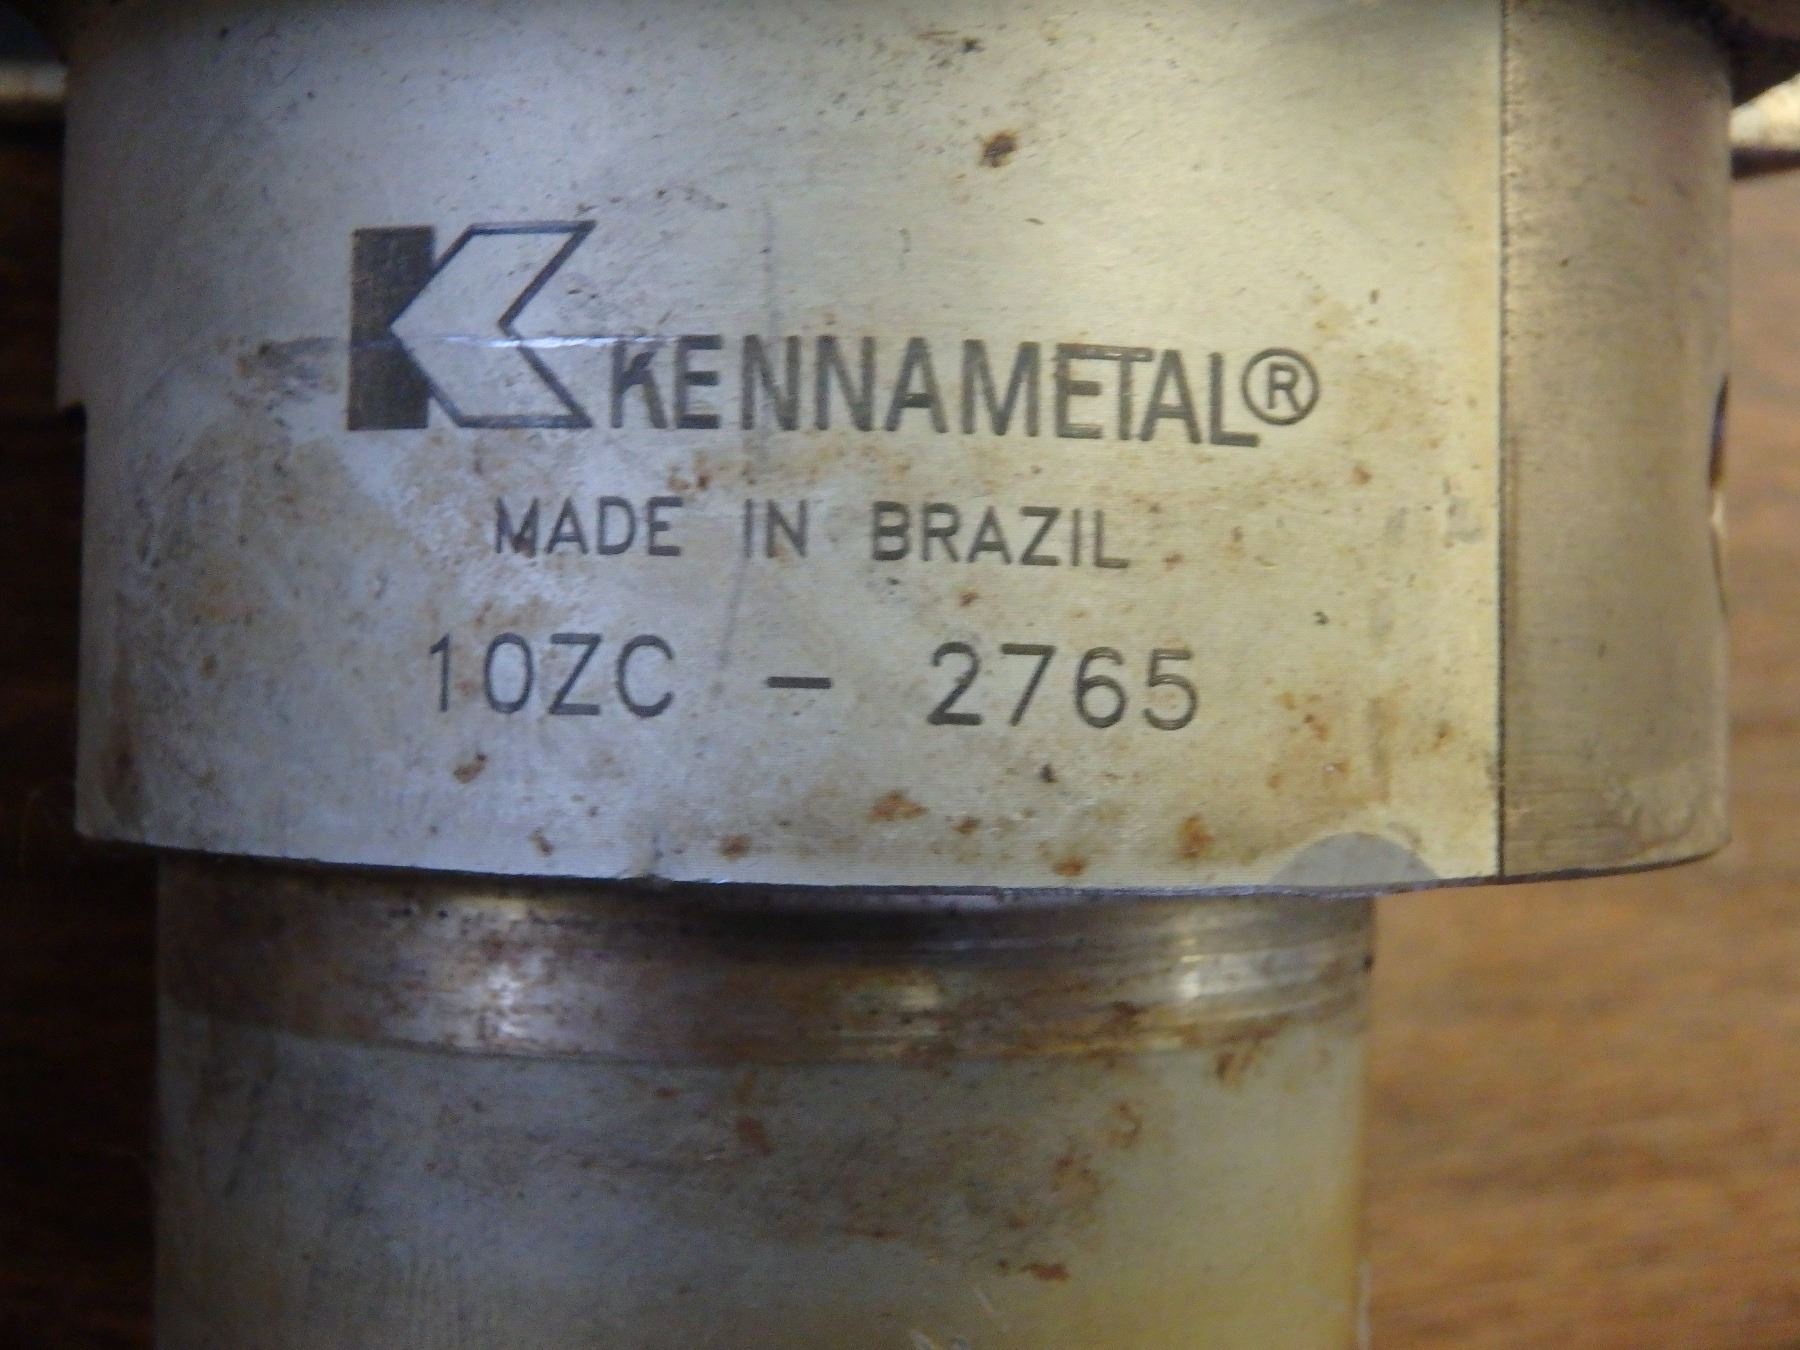 KENNAMETAL®
MADE IN BRAZIL
10ZC - 2765